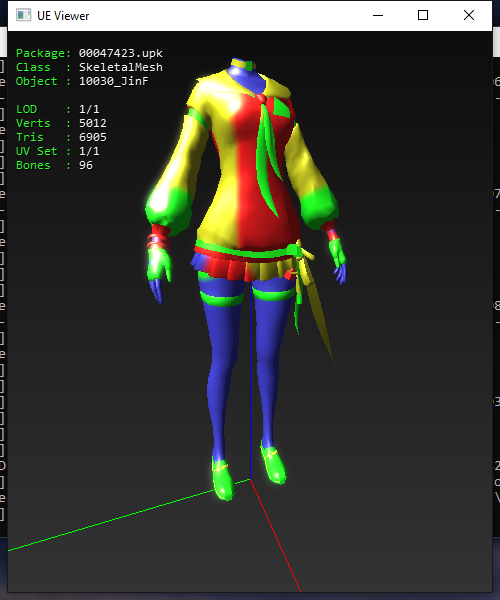 UE Viewer
Package: 00047423.upk
Class : SkeletalMesh
Object : 10030_JinF
LOD : 1/1
Verts : 5012
Tris : 6905
UV Set : 1/1
Bones : 96